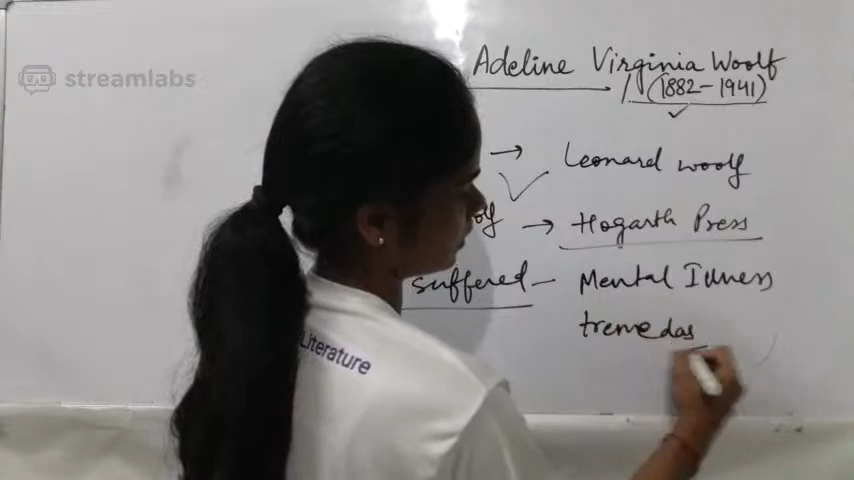 streamlabs
Adeline Virginia Woolf
(1882-1941)
→ Leonard woolf
→ Hogarth Press
suffered - Mental Illness
tremedas
Literature